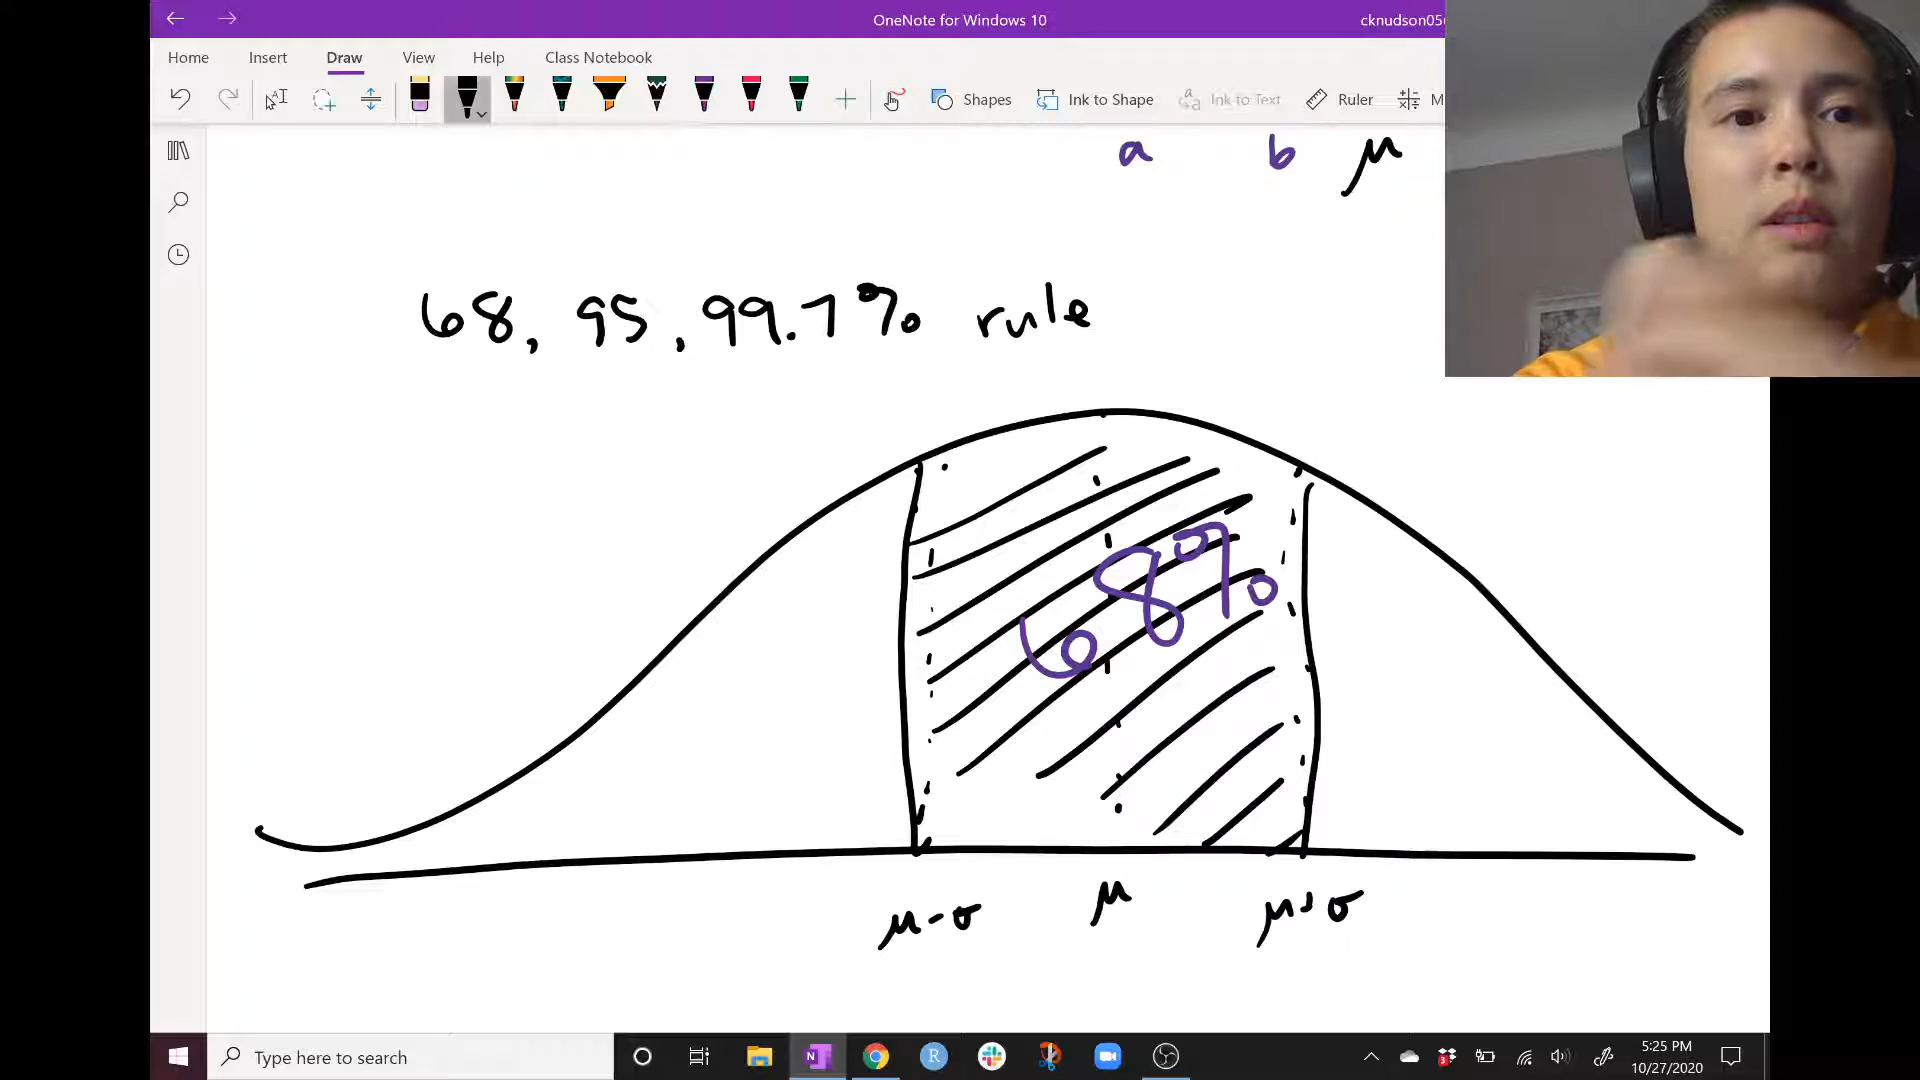 OneNote for Windows 10
cknudson05
Home Insert Draw View Help Class Notebook
Shapes Ink to Shape Ink to Text Ruler M
a b μ
68, 95, 99.7% rule
68%
μ-σ μ μ+σ
Type here to search
5:25 PM
10/27/2020